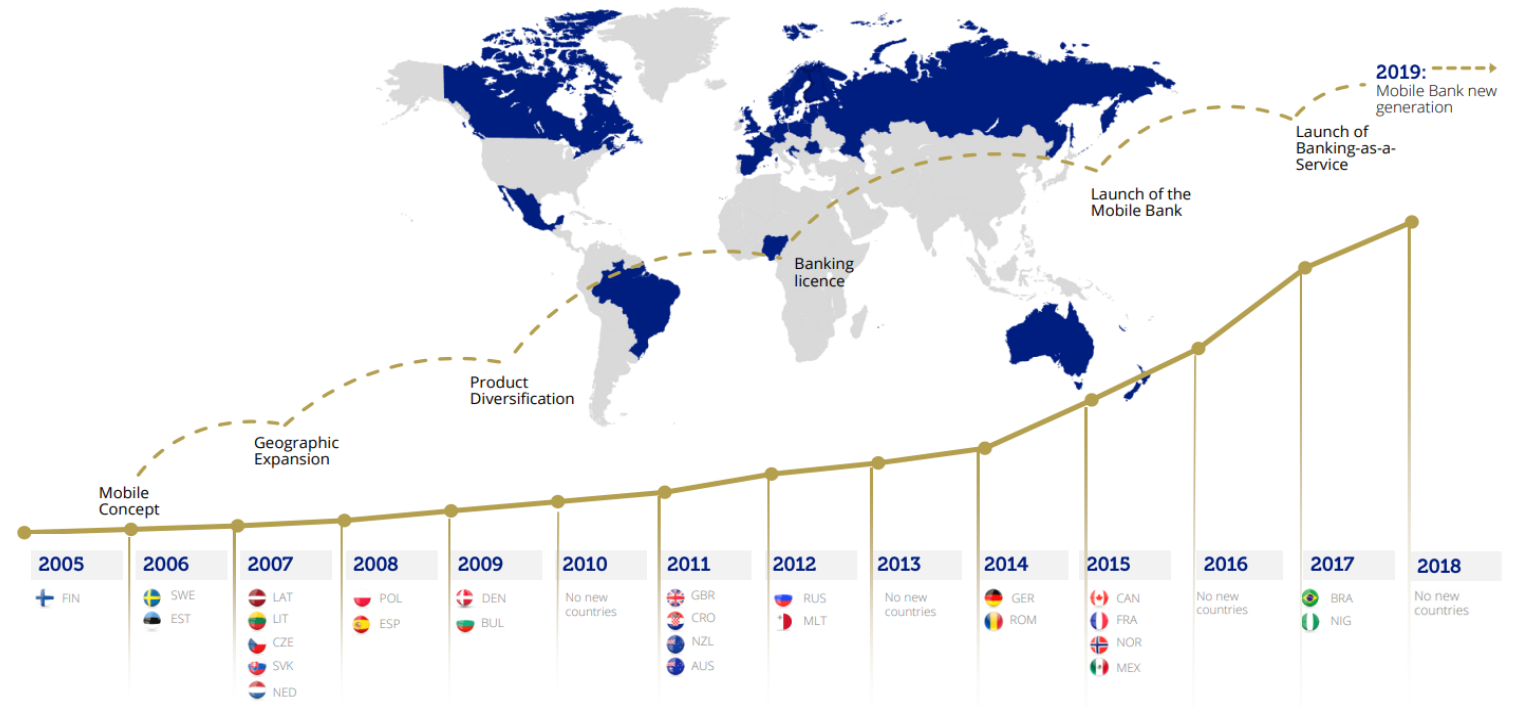 2019:
Mobile Bank new
generation
Launch of
Banking-as-a-
Service
Launch of the
Mobile Bank
Banking
licence
Product
Diversification
Geographic
Expansion
Mobile
Concept
2005
FIN
2006
SWE
EST
2007
LAT
LIT
CZE
SVK
NED
2008
POL
ESP
2009
DEN
BUL
2010
No new
countries
2011
GBR
CRO
NZL
AUS
2012
RUS
MLT
2013
No new
countries
2014
GER
ROM
2015
CAN
FRA
NOR
MEX
2016
No new
countries
2017
BRA
NIG
2018
No new
countries